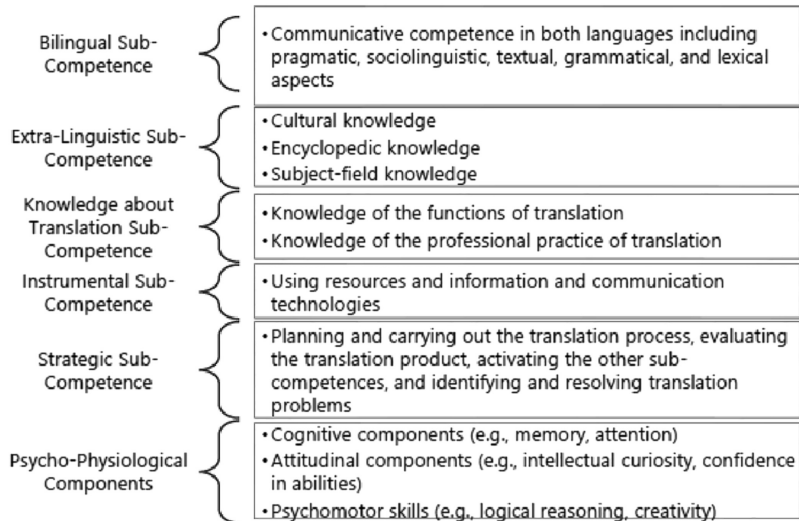 Bilingual Sub-
Competence
•Communicative competence in both languages including
pragmatic, sociolinguistic, textual, grammatical, and lexical
aspects
Extra-Linguistic Sub-
Competence
•Cultural knowledge
•Encyclopedic knowledge
•Subject-field knowledge
Knowledge about
Translation Sub-
Competence
•Knowledge of the functions of translation
•Knowledge of the professional practice of translation
Instrumental Sub-
Competence
•Using resources and information and communication
technologies
Strategic Sub-
Competence
•Planning and carrying out the translation process, evaluating
the translation product, activating the other sub-
competences, and identifying and resolving translation
problems
Psycho-Physiological
Components
•Cognitive components (e.g., memory, attention)
•Attitudinal components (e.g., intellectual curiosity, confidence
in abilities)
•Psychomotor skills (e.g., logical reasoning, creativity)